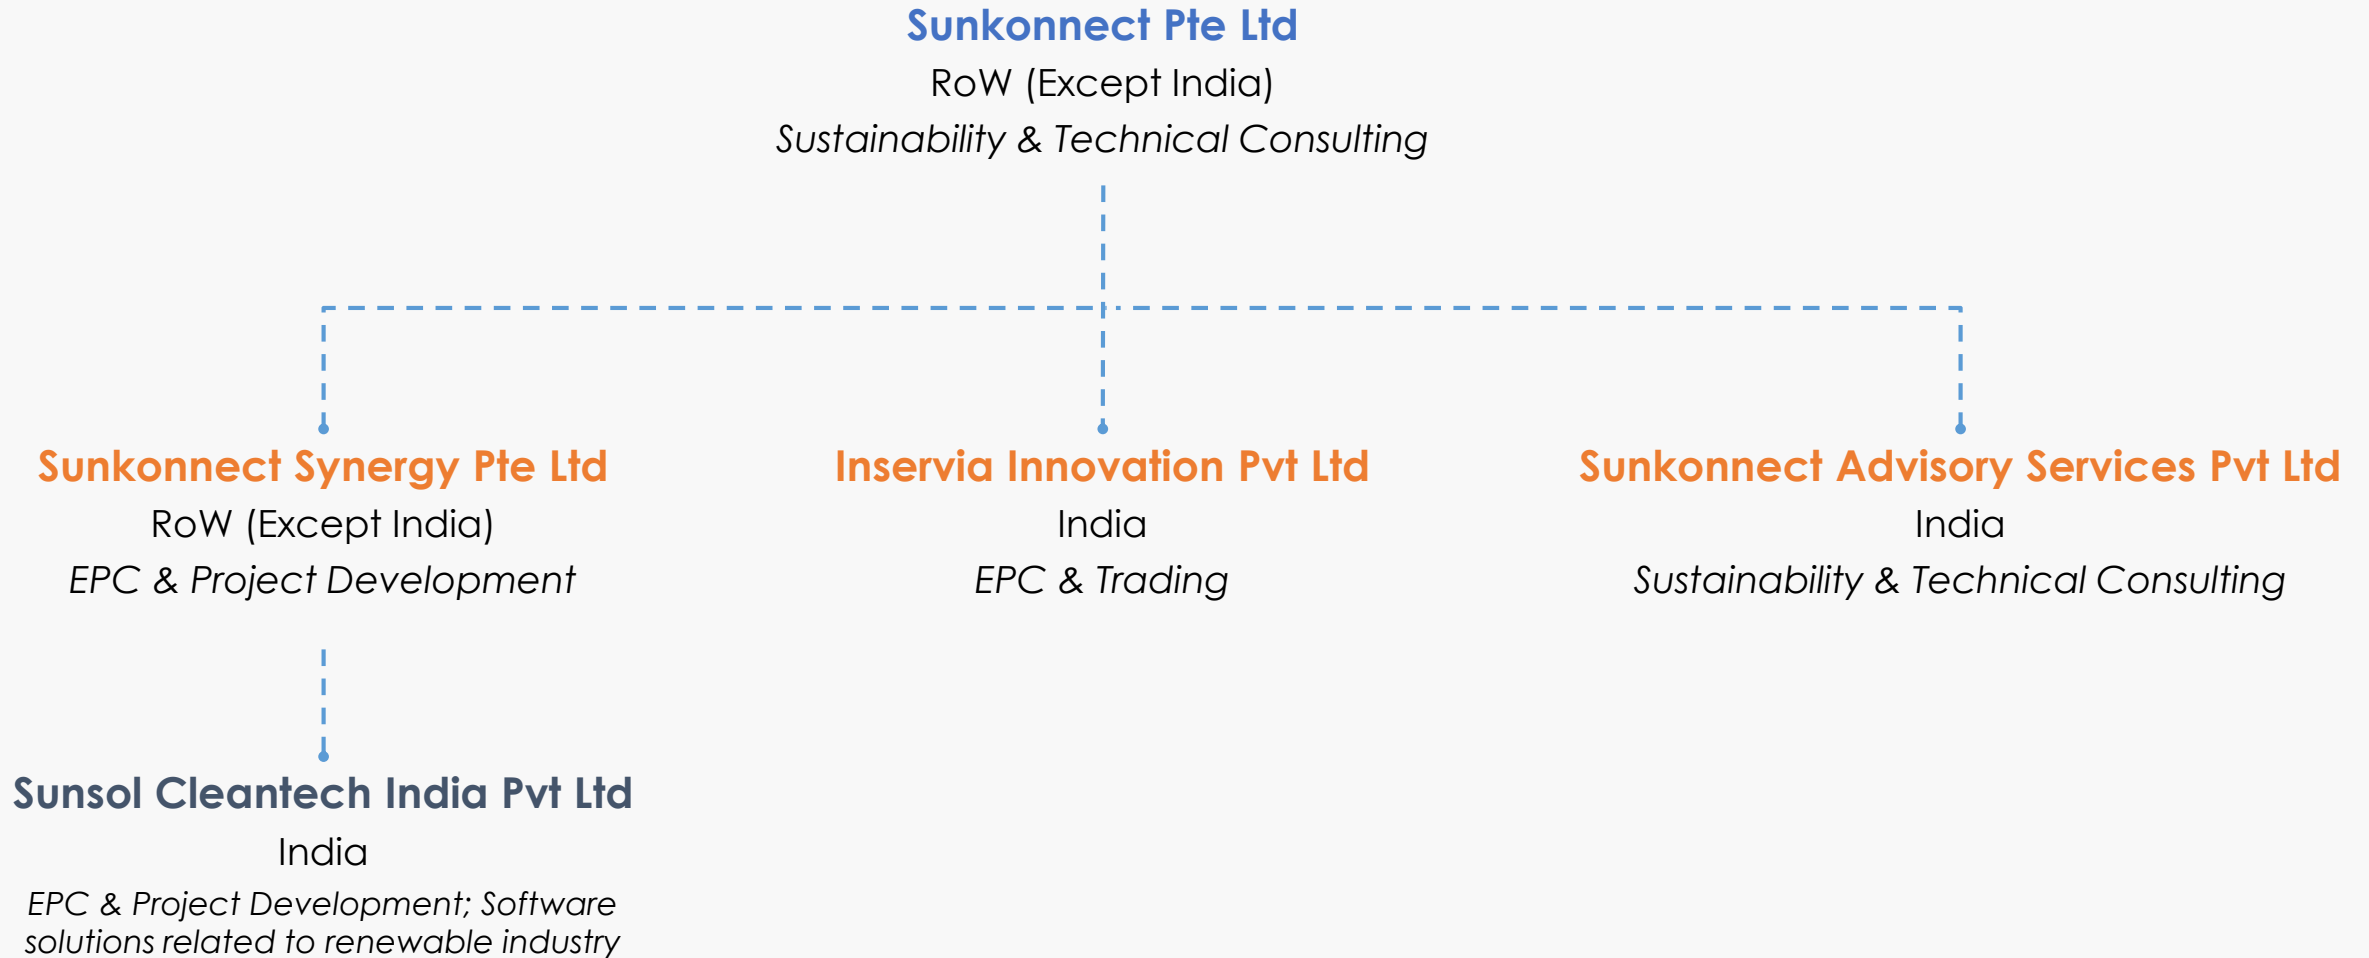 Sunkonnect Pte Ltd
RoW (Except India)
Sustainability & Technical Consulting
Sunkonnect Synergy Pte Ltd
RoW (Except India)
EPC & Project Development
Inservia Innovation Pvt Ltd
India
EPC & Trading
Sunkonnect Advisory Services Pvt Ltd
India
Sustainability & Technical Consulting
Sunsol Cleantech India Pvt Ltd
India
EPC & Project Development; Software
solutions related to renewable industry